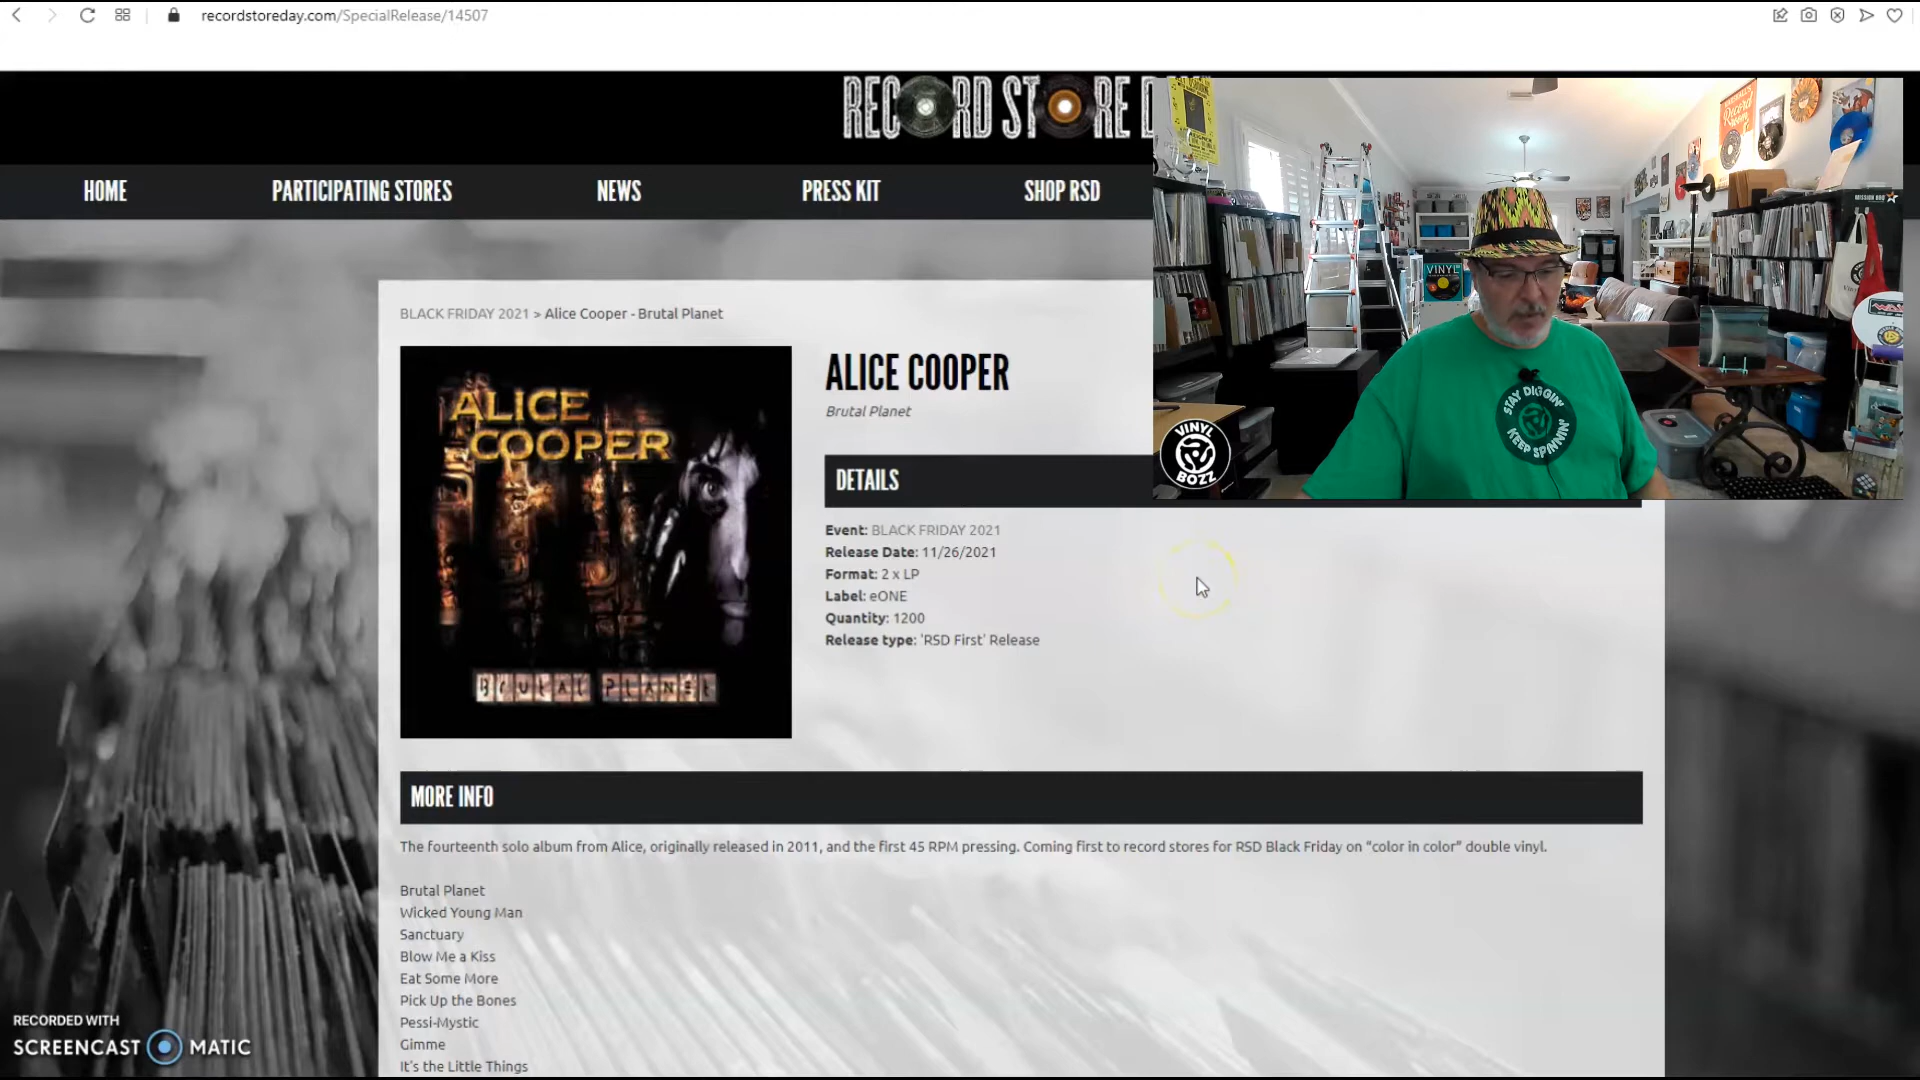 recordstoreday.com/SpecialRelease/14507
RECORD STORE D
HOME
PARTICIPATING STORES
NEWS
PRESS KIT
SHOP RSD
BLACK FRIDAY 2021 > Alice Cooper - Brutal Planet
ALICE
COOPER
BRUTAL PLANET
ALICE COOPER
Brutal Planet
DETAILS
Event: BLACK FRIDAY 2021
Release Date: 11/26/2021
Format: 2 x LP
Label: eONE
Quantity: 1200
Release type: 'RSD First' Release
VINYL
STAY DIGGIN'
KEEP SPINNIN'
VINYL
BOZZ
MORE INFO
The fourteenth solo album from Alice, originally released in 2011, and the first 45 RPM pressing. Coming first to record stores for RSD Black Friday on “color in color” double vinyl.
Brutal Planet
Wicked Young Man
Sanctuary
Blow Me a Kiss
Eat Some More
Pick Up the Bones
Pessi-Mystic
Gimme
It's the Little Things
RECORDED WITH
SCREENCAST MATIC